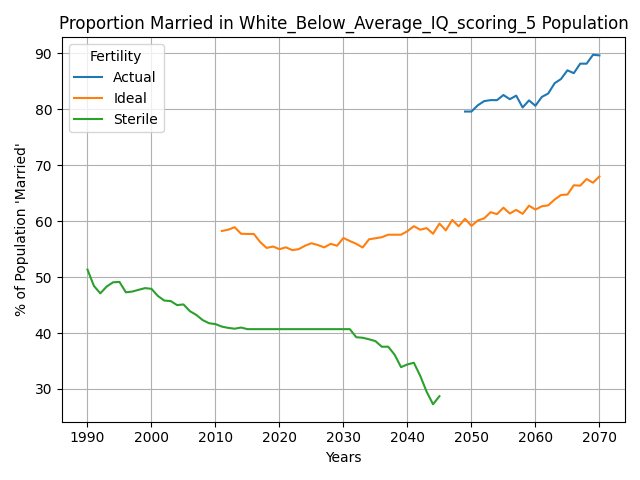 Proportion Married in White_Below_Average_IQ_scoring_5 Population
% of Population 'Married'
90
80
70
60
50
40
30
Fertility
Actual
Ideal
Sterile
1990 2000 2010 2020 2030 2040 2050 2060 2070
Years